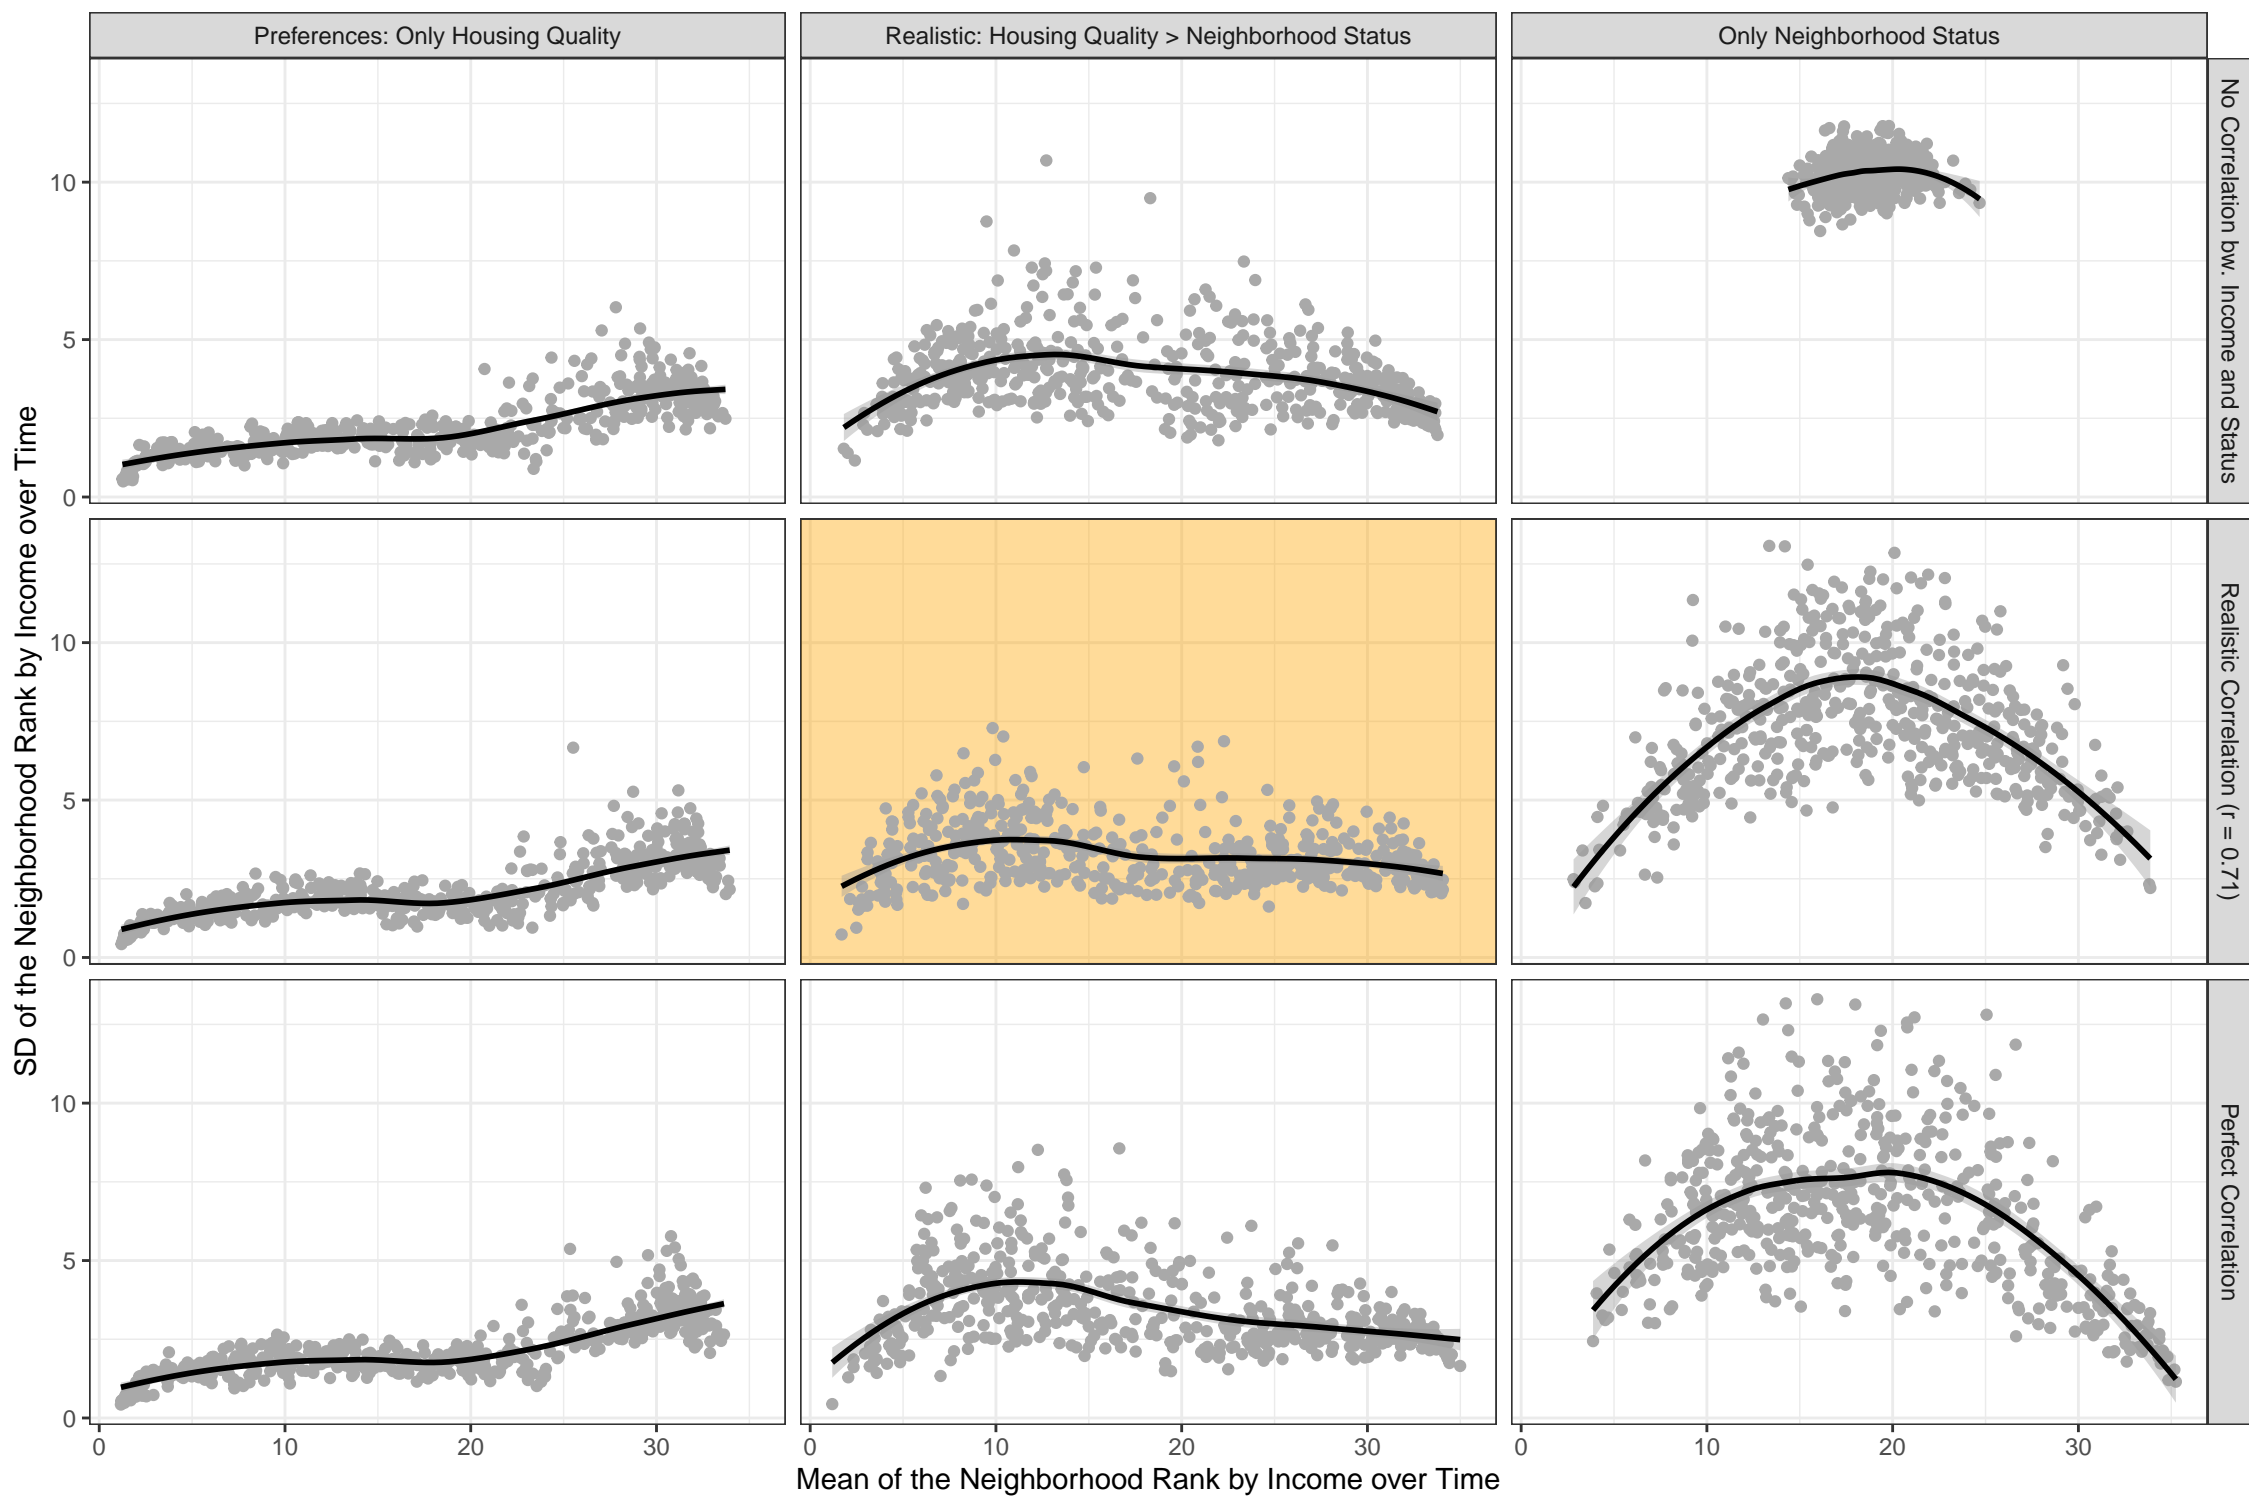 Preferences: Only Housing Quality
Realistic: Housing Quality > Neighborhood Status
Only Neighborhood Status
No Correlation bw. Income and Status
Realistic Correlation (r = 0.71)
Perfect Correlation
SD of the Neighborhood Rank by Income over Time
10
5
0
10
5
0
10
5
0
0 10 20 30
0 10 20 30
0 10 20 30
Mean of the Neighborhood Rank by Income over Time